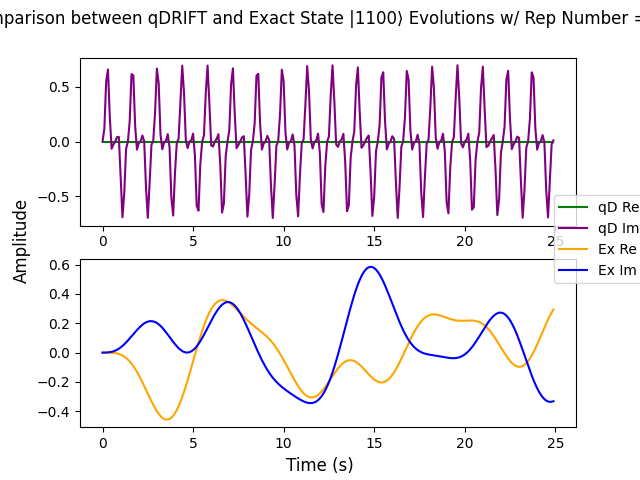 parison between qDRIFT and Exact State |1100⟩ Evolutions w/ Rep Number =
0.5
0.0
−0.5
0 5 10 15 20 25
qD Re
qD Im
Ex Re
Ex Im
Amplitude
0.6
0.4
0.2
0.0
−0.2
−0.4
0 5 10 15 20 25
Time (s)